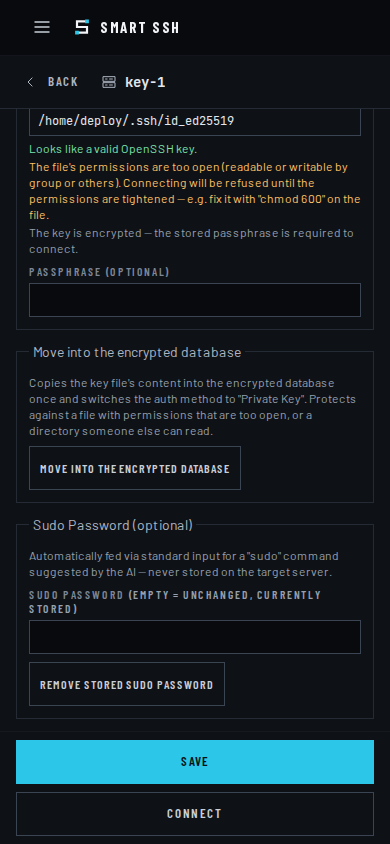 SMART SSH
BACK
key-1
/home/deploy/.ssh/id_ed25519
Looks like a valid OpenSSH key.
The file's permissions are too open (readable or writable by
group or others). Connecting will be refused until the
permissions are tightened — e.g. fix it with "chmod 600" on the
file.
The key is encrypted — the stored passphrase is required to
connect.
PASSPHRASE (OPTIONAL)
Move into the encrypted database
Copies the key file's content into the encrypted database
once and switches the auth method to "Private Key". Protects
against a file with permissions that are too open, or a
directory someone else can read.
MOVE INTO THE ENCRYPTED DATABASE
Sudo Password (optional)
Automatically fed via standard input for a "sudo" command
suggested by the AI — never stored on the target server.
SUDO PASSWORD (EMPTY = UNCHANGED, CURRENTLY
STORED)
REMOVE STORED SUDO PASSWORD
SAVE
CONNECT